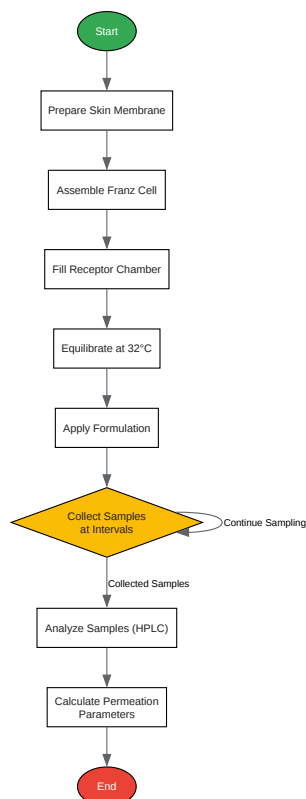 Start
Prepare Skin Membrane
Assemble Franz Cell
Fill Receptor Chamber
Equilibrate at 32°C
Apply Formulation
Collect Samples
at Intervals
Continue Sampling
Collected Samples
Analyze Samples (HPLC)
Calculate Permeation
Parameters
End